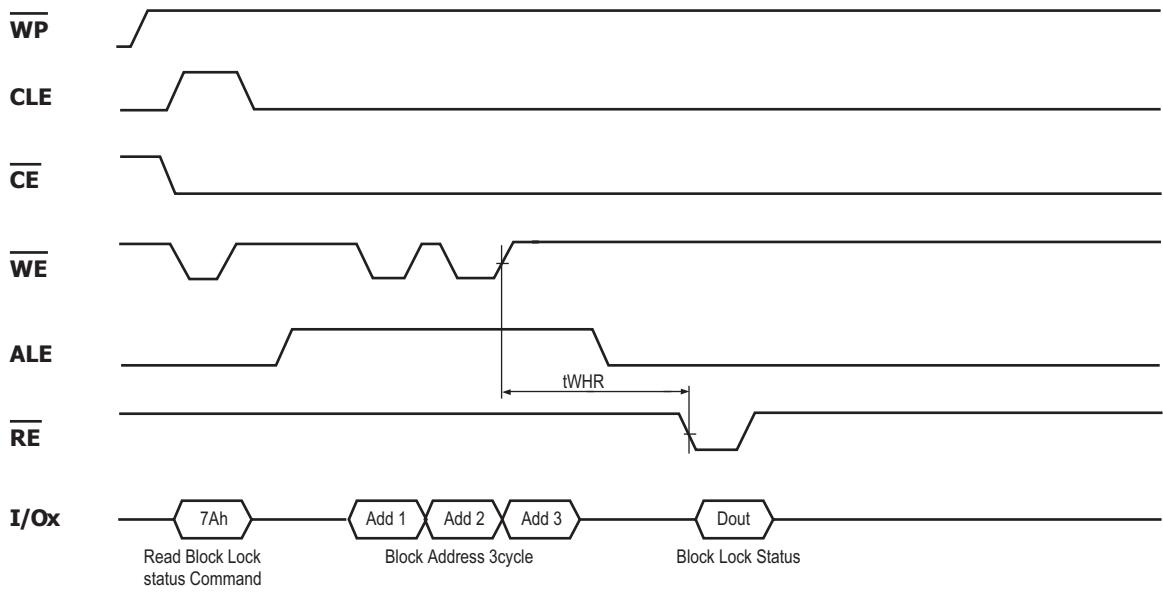 WP
CLE
CE
WE
ALE
tWHR
RE
I/Ox 7Ah Add 1 Add 2 Add 3 Dout
Read Block Lock Block Address 3cycle Block Lock Status
status Command